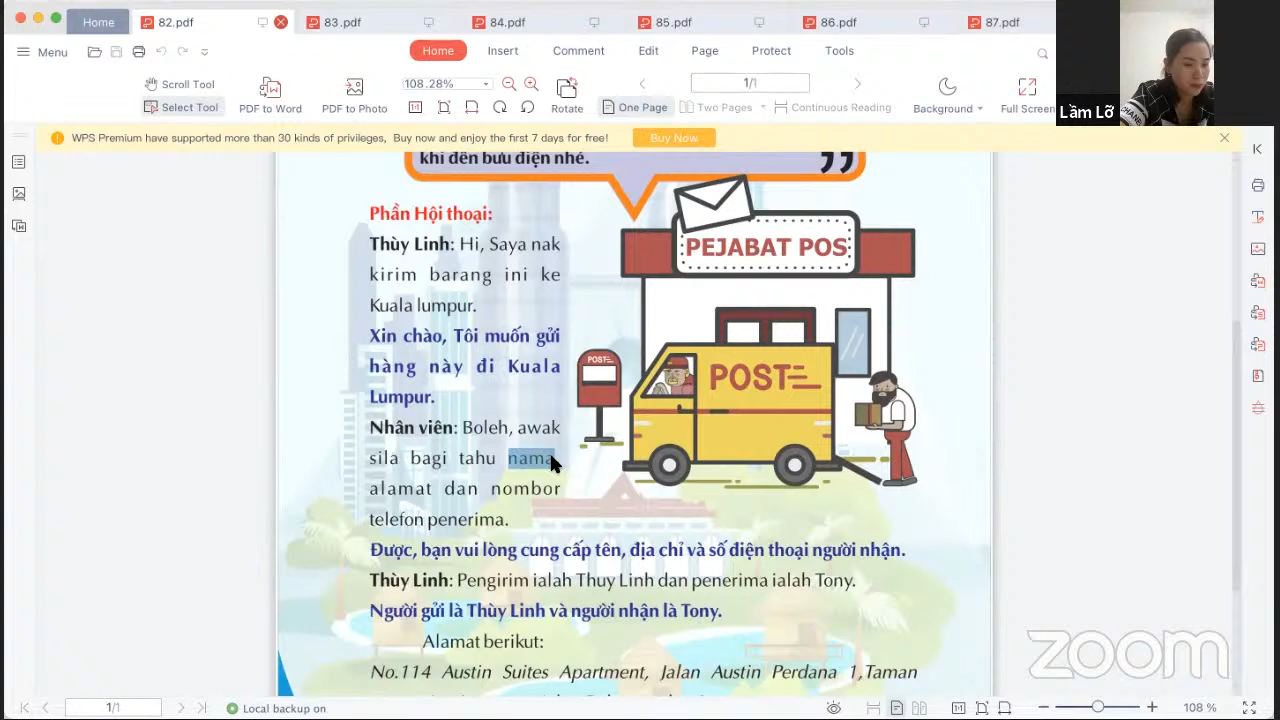 Home
82.pdf
83.pdf
84.pdf
85.pdf
86.pdf
87.pdf
Menu
Home
Insert
Comment
Edit
Page
Protect
Tools
Scroll Tool
Select Tool
PDF to Word
PDF to Photo
108.28%
Rotate
1/1
One Page
Two Pages
Continuous Reading
Background
Full Screen
Lầm Lỡ
WPS Premium have supported more than 30 kinds of privileges, Buy now and enjoy the first 7 days for free!
Buy Now
khi đến bưu điện nhé.
Phần Hội thoại:
Thùy Linh: Hi, Saya nak
kirim barang ini ke
Kuala lumpur.
Xin chào, Tôi muốn gửi
hàng này đi Kuala
Lumpur.
Nhân viên: Boleh, awak
sila bagi tahu nama
alamat dan nombor
telefon penerima.
Được, bạn vui lòng cung cấp tên, địa chỉ và số điện thoại người nhận.
Thùy Linh: Pengirim ialah Thuy Linh dan penerima ialah Tony.
Người gửi là Thùy Linh và người nhận là Tony.
Alamat berikut:
No.114 Austin Suites Apartment, Jalan Austin Perdana 1,Taman
PEJABAT POS
POST
POST
zoom
1/1
Local backup on
108 %